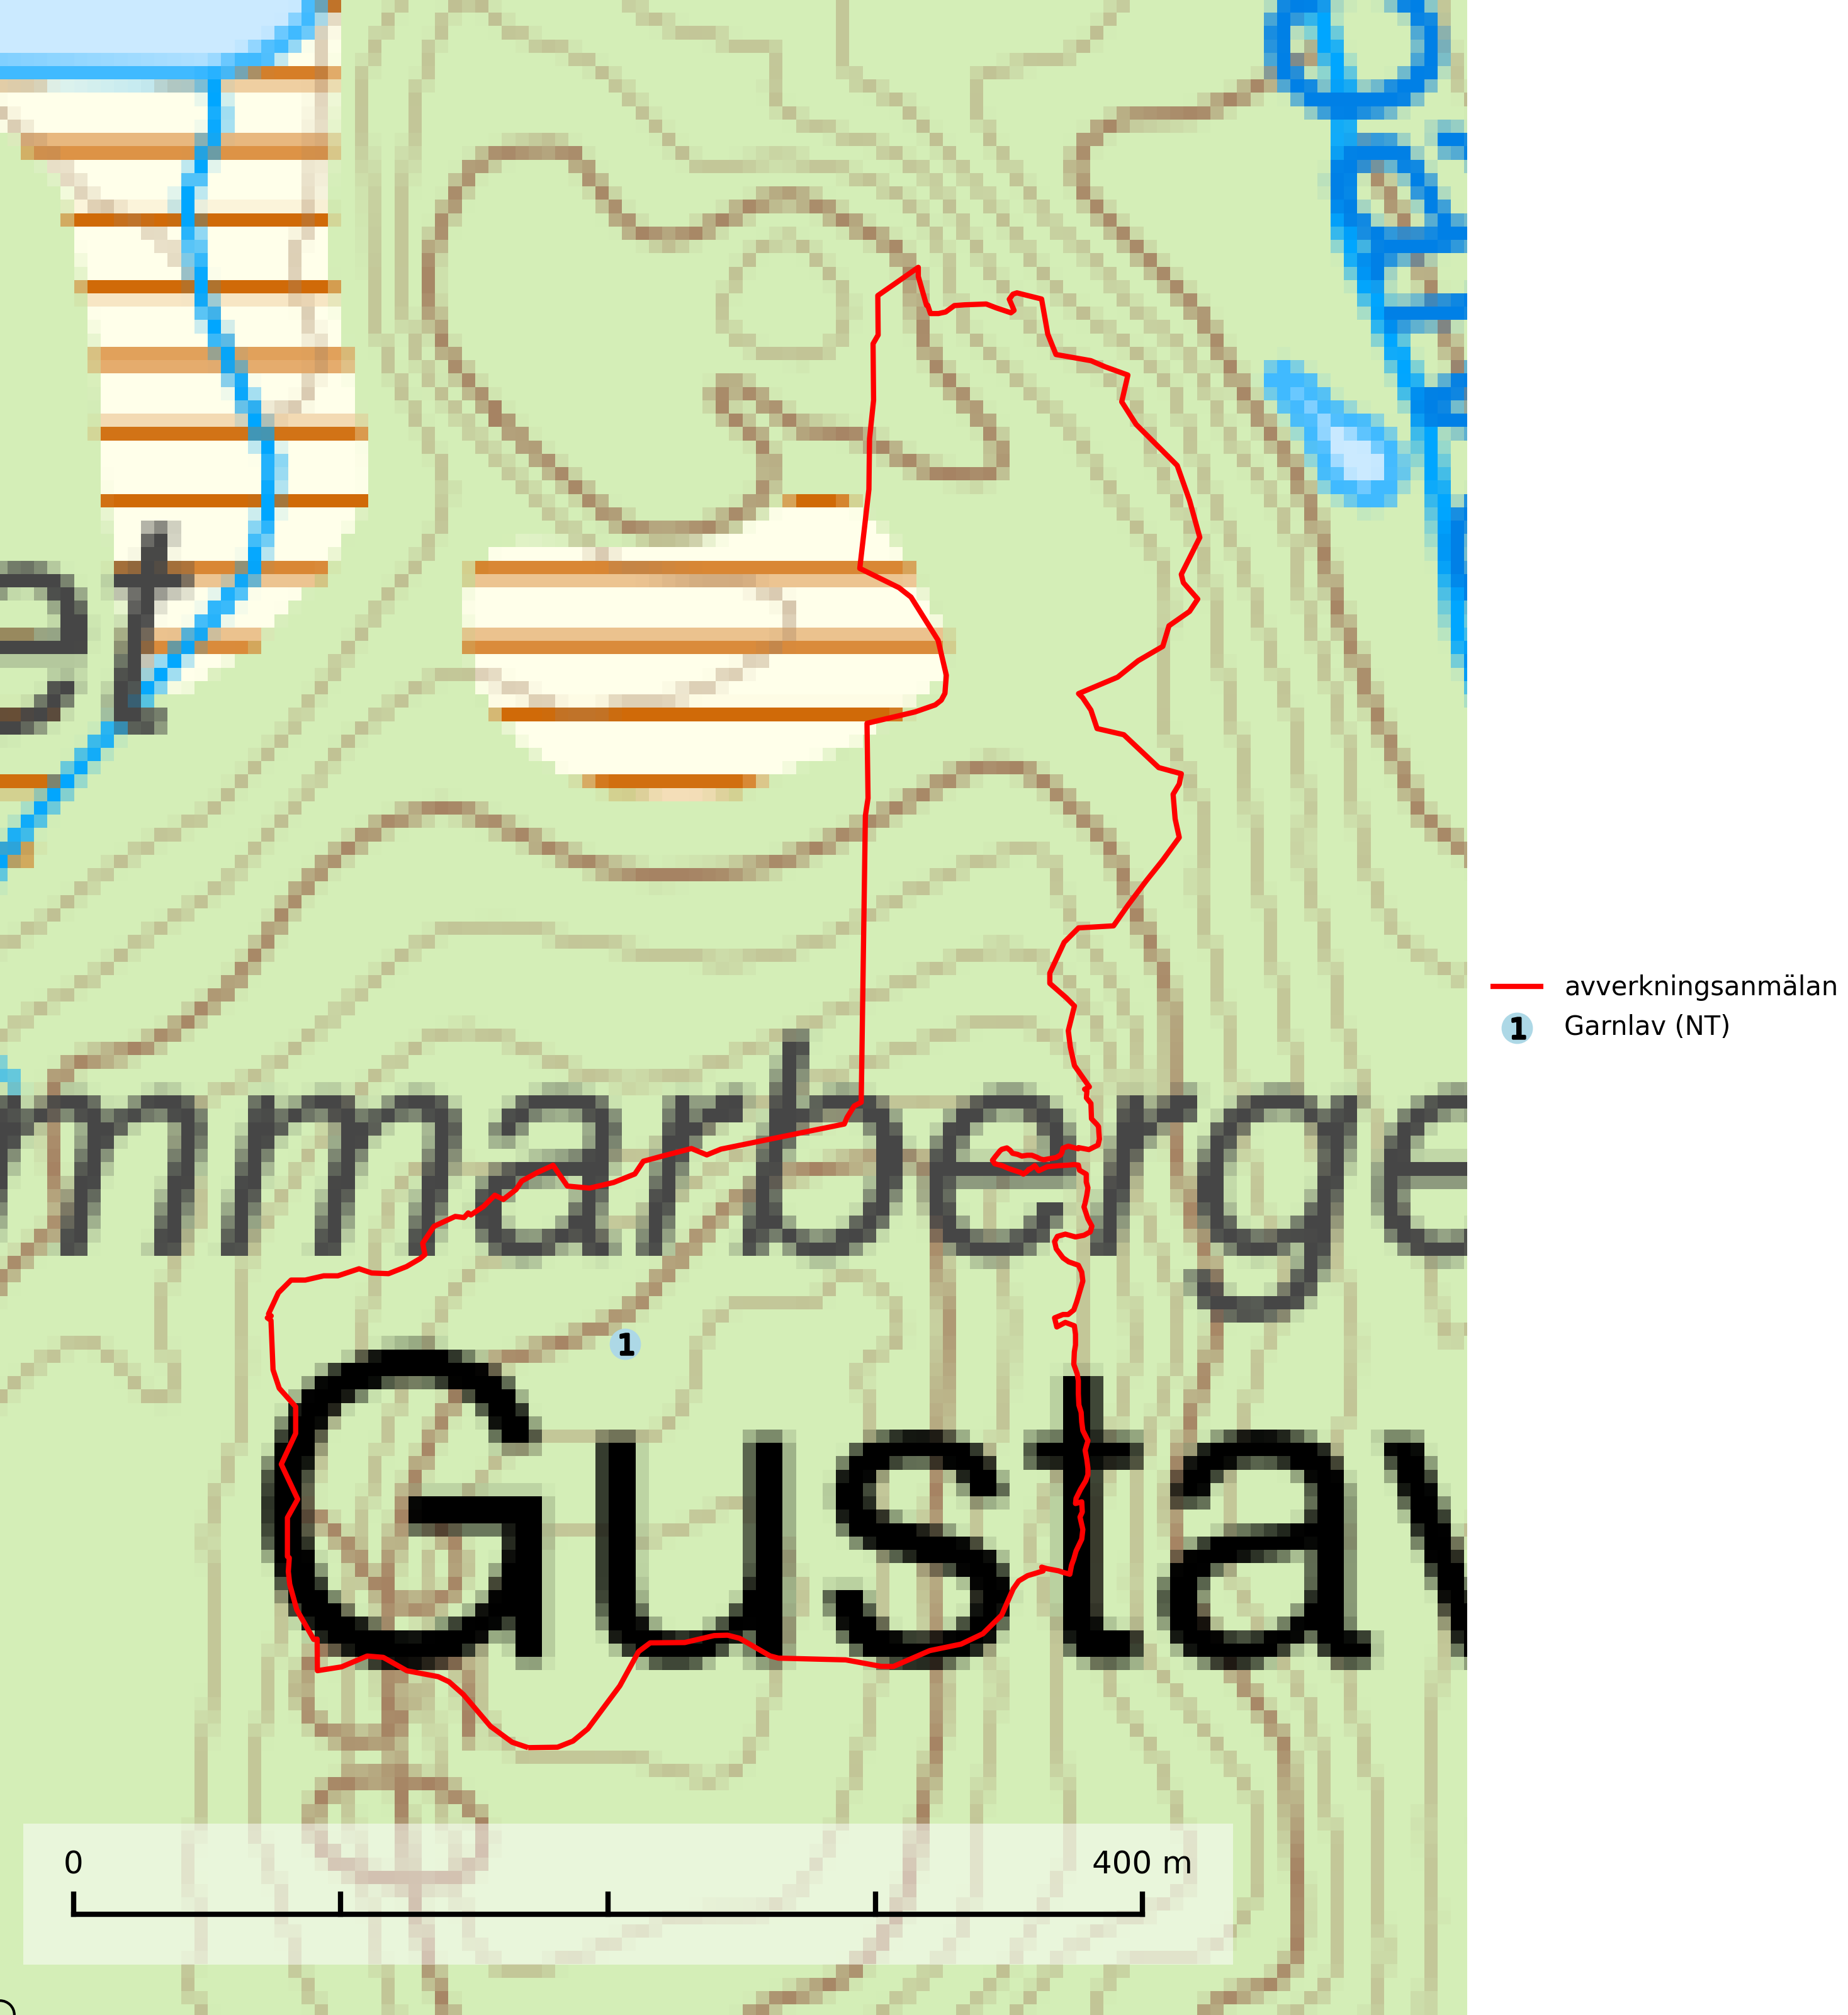 et
mmarberge
avverkningsanmälan
1 Garnlav (NT)
1
Gustav
0 400 m